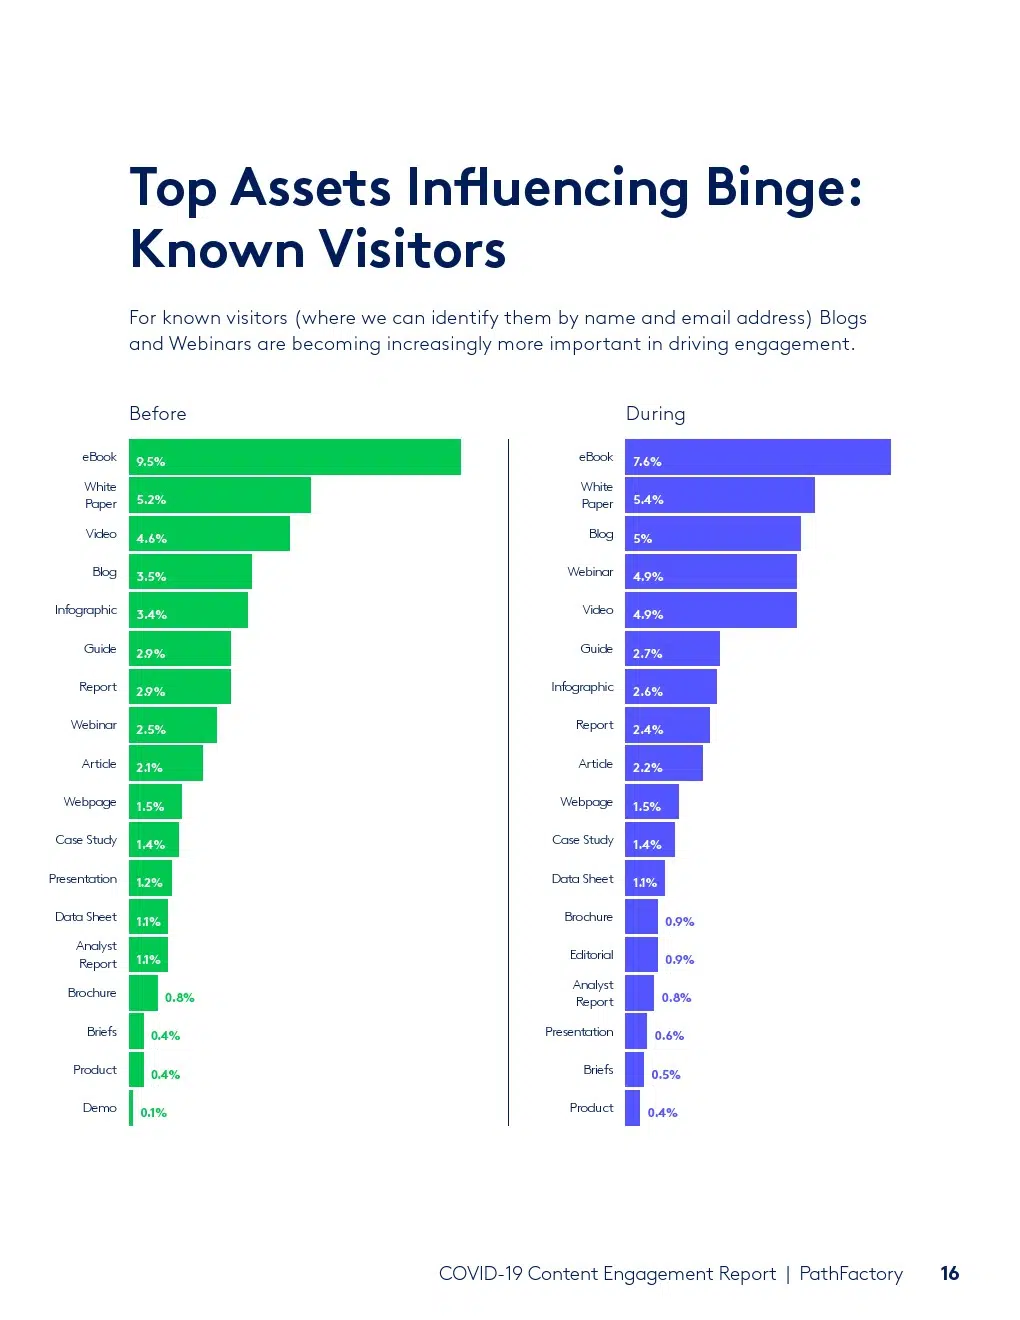 Top Assets Influencing Binge:
Known Visitors
For known visitors (where we can identify them by name and email address) Blogs
and Webinars are becoming increasingly more important in driving engagement.
Before
eBook 9.5%
White
Paper 5.2%
Video 4.6%
Blog 3.5%
Infographic 3.4%
Guide 2.9%
Report 2.9%
Webinar 2.5%
Article 2.1%
Webpage 1.5%
Case Study 1.4%
Presentation 1.2%
Data Sheet 1.1%
Analyst
Report 1.1%
Brochure 0.8%
Briefs 0.4%
Product 0.4%
Demo 0.1%
During
eBook 7.6%
White
Paper 5.4%
Blog 5%
Webinar 4.9%
Video 4.9%
Guide 2.7%
Infographic 2.6%
Report 2.4%
Article 2.2%
Webpage 1.5%
Case Study 1.4%
Data Sheet 1.1%
Brochure 0.9%
Editorial 0.9%
Analyst
Report 0.8%
Presentation 0.6%
Briefs 0.5%
Product 0.4%
COVID-19 Content Engagement Report | PathFactory 16